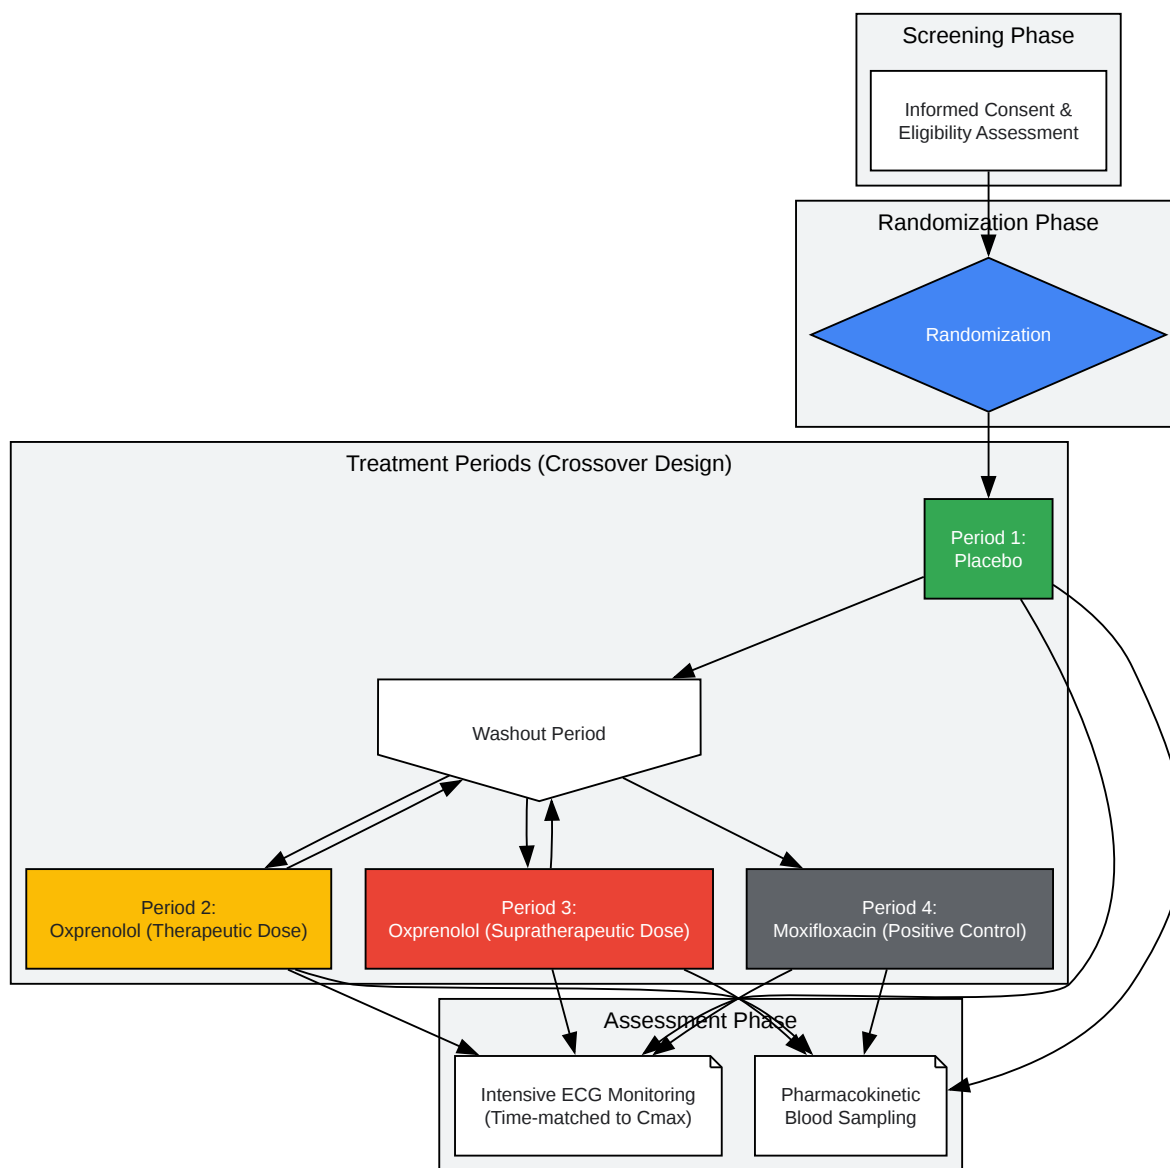 Screening Phase
Informed Consent &
Eligibility Assessment
Randomization Phase
Randomization
Treatment Periods (Crossover Design)
Period 1:
Placebo
Washout Period
Period 2:
Oxprenolol (Therapeutic Dose)
Period 3:
Oxprenolol (Supratherapeutic Dose)
Period 4:
Moxifloxacin (Positive Control)
Assessment Phase
Intensive ECG Monitoring
(Time-matched to Cmax)
Pharmacokinetic
Blood Sampling